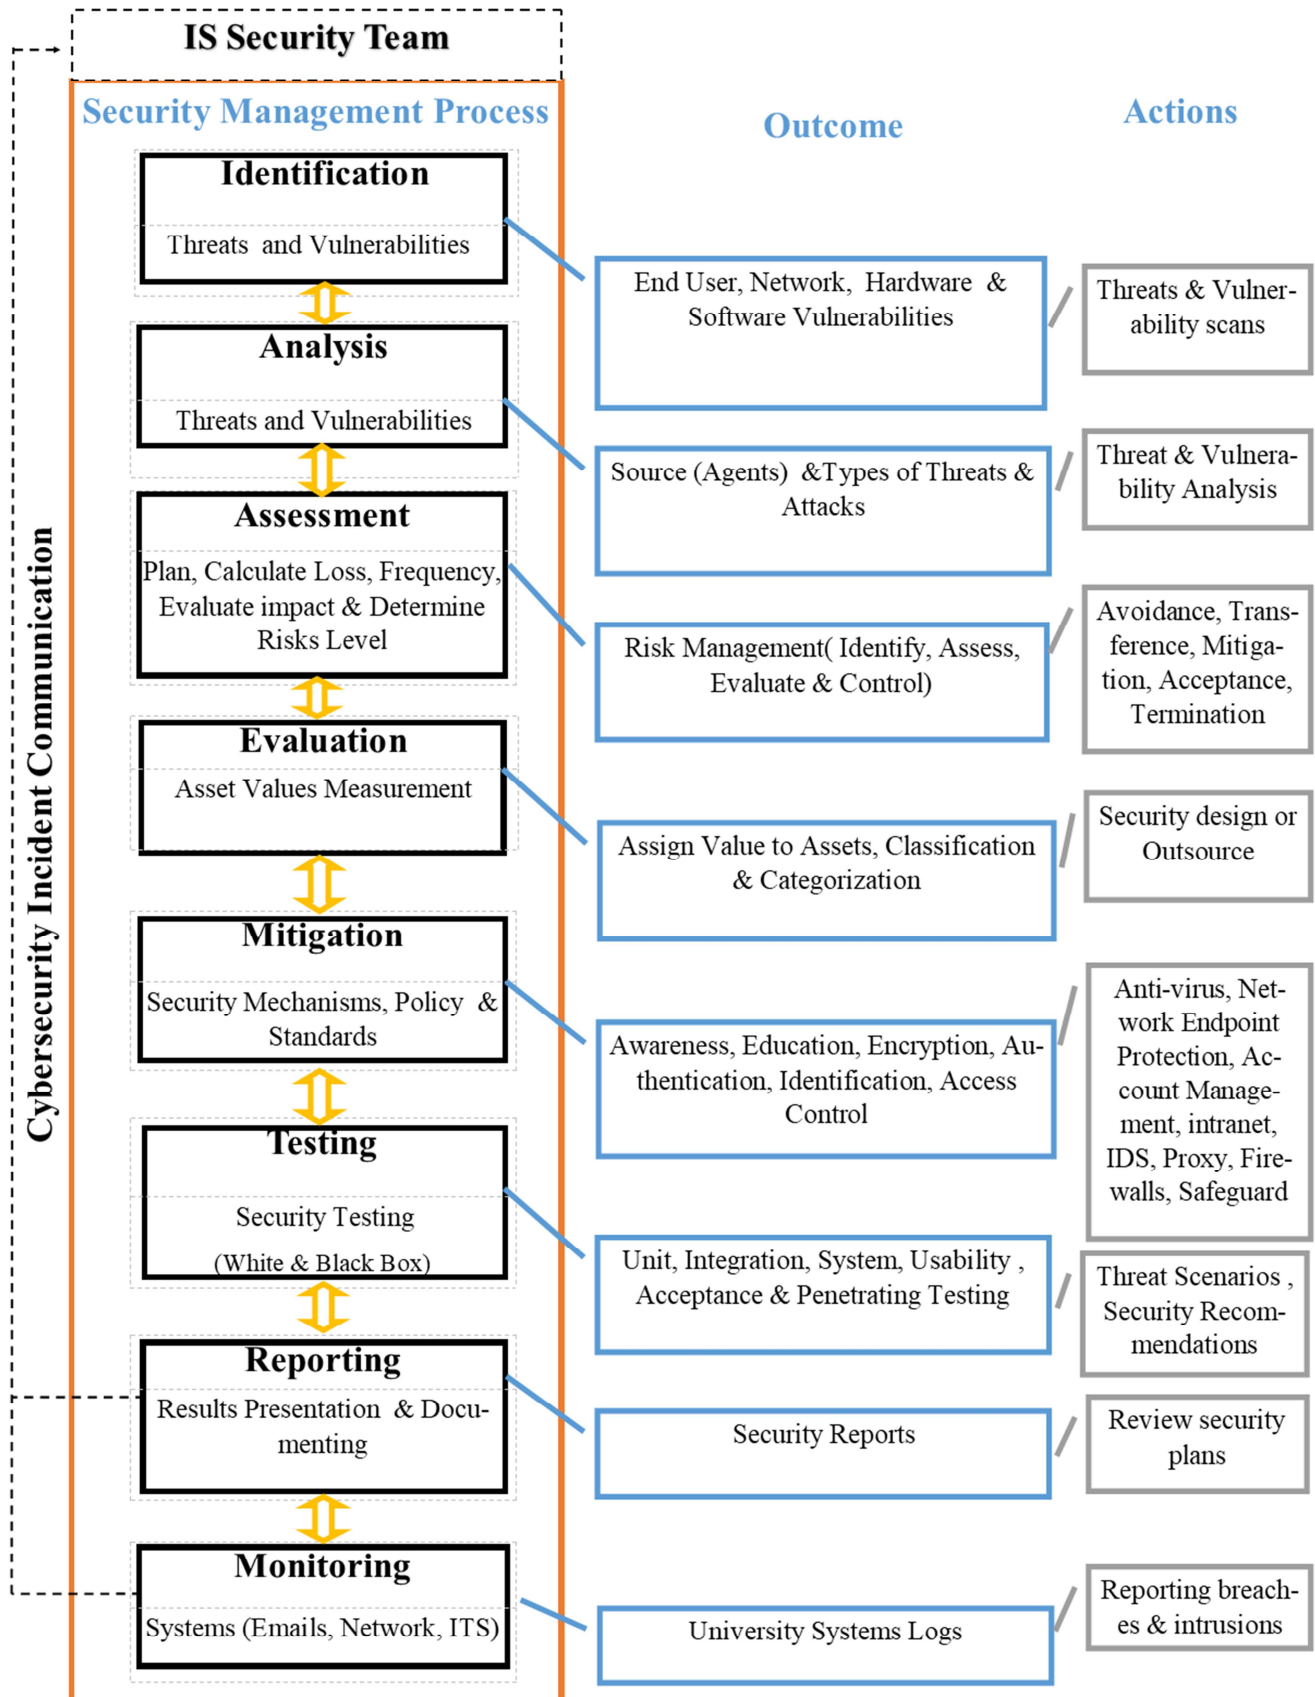 IS Security Team
Security Management Process
Outcome
Actions
Cybersecurity Incident Communication
Identification
Threats and Vulnerabilities
End User, Network, Hardware &
Software Vulnerabilities
Threats & Vulner-
ability scans
Analysis
Threats and Vulnerabilities
Source (Agents) &Types of Threats &
Attacks
Threat & Vulnera-
bility Analysis
Assessment
Plan, Calculate Loss, Frequency,
Evaluate impact & Determine
Risks Level
Risk Management( Identify, Assess,
Evaluate & Control)
Avoidance, Trans-
ference, Mitiga-
tion, Acceptance,
Termination
Evaluation
Asset Values Measurement
Assign Value to Assets, Classification
& Categorization
Security design or
Outsource
Mitigation
Security Mechanisms, Policy &
Standards
Awareness, Education, Encryption, Au-
thentication, Identification, Access
Control
Anti-virus, Net-
work Endpoint
Protection, Ac-
count Manage-
ment, intranet,
IDS, Proxy, Fire-
walls, Safeguard
Testing
Security Testing
(White & Black Box)
Unit, Integration, System, Usability ,
Acceptance & Penetrating Testing
Threat Scenarios ,
Security Recom-
mendations
Reporting
Results Presentation & Docu-
menting
Security Reports
Review security
plans
Monitoring
Systems (Emails, Network, ITS)
University Systems Logs
Reporting breach-
es & intrusions